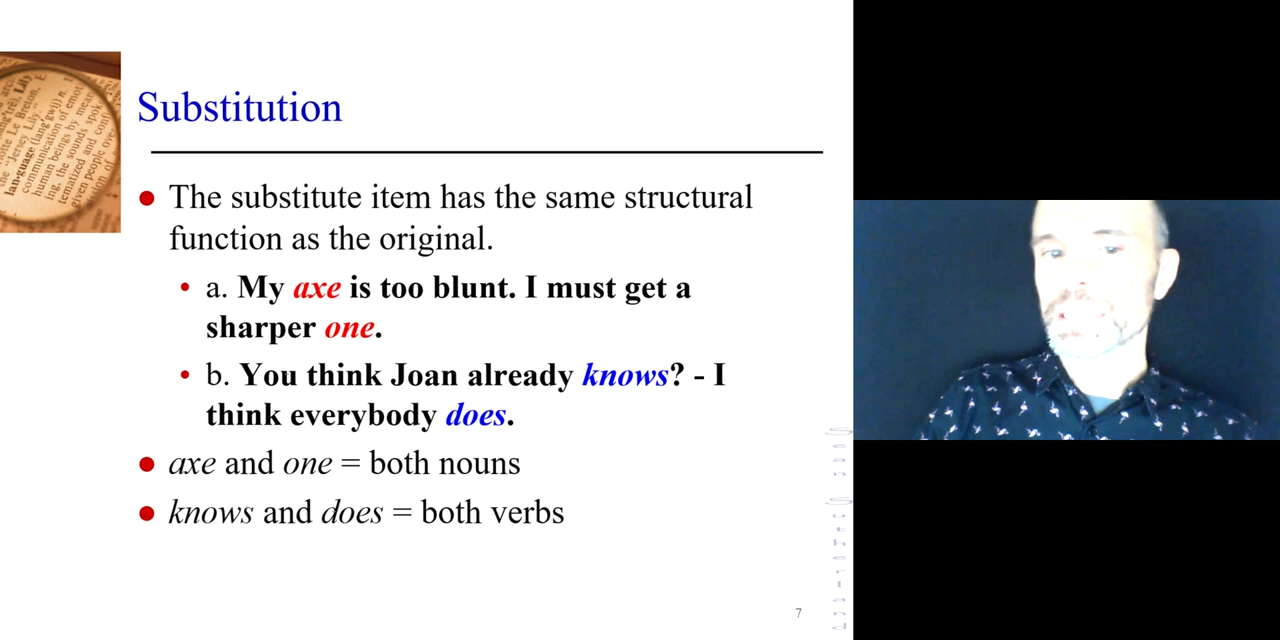 Substitution
● The substitute item has the same structural
function as the original.
• a. My axe is too blunt. I must get a
sharper one.
• b. You think Joan already knows? - I
think everybody does.
● axe and one = both nouns
● knows and does = both verbs
7